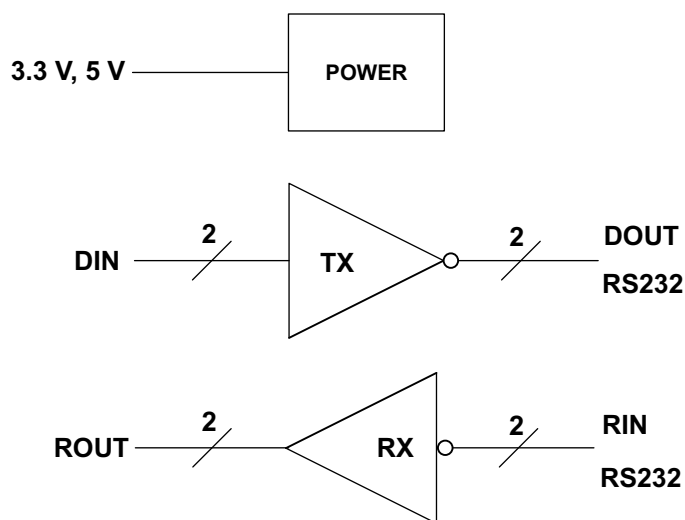 3.3 V, 5 V
POWER
2
2
DOUT
DIN
TX
RS232
2
2
RIN
ROUT
RX
RS232